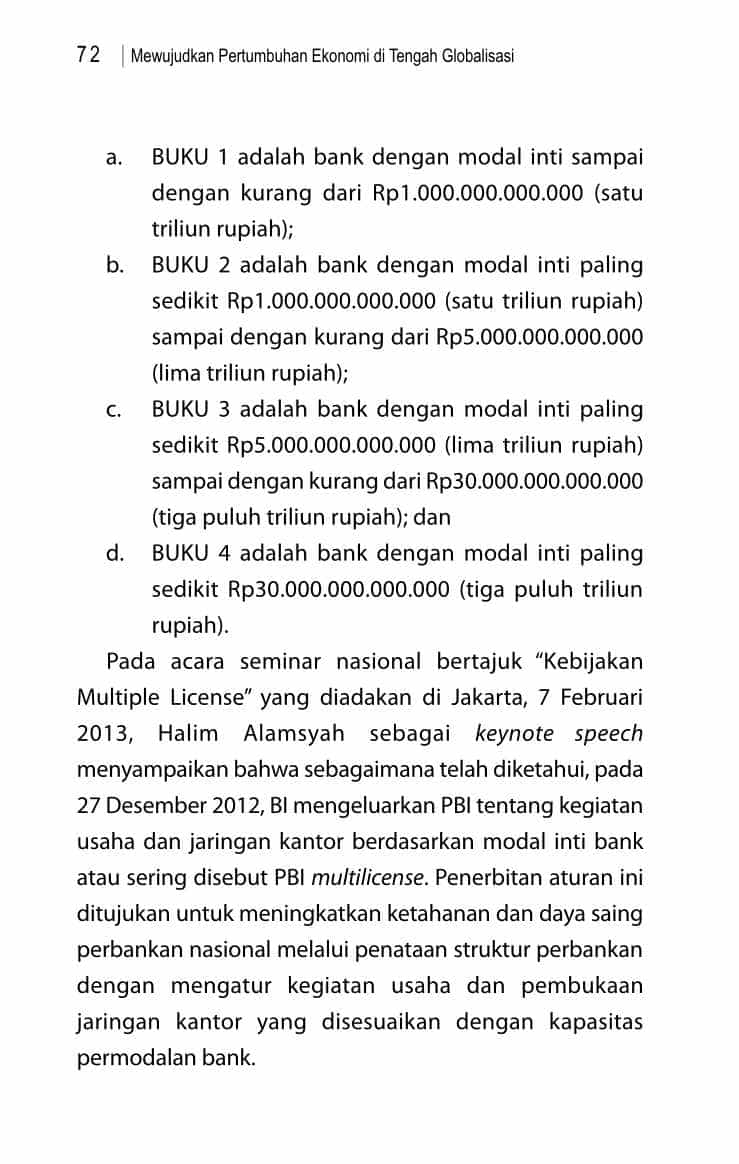 72 | Mewujudkan Pertumbuhan Ekonomi di Tengah Globalisasi
a. BUKU 1 adalah bank dengan modal inti sampai
dengan kurang dari Rp1.000.000.000.000 (satu
triliun rupiah);
b. BUKU 2 adalah bank dengan modal inti paling
sedikit Rp1.000.000.000.000 (satu triliun rupiah)
sampai dengan kurang dari Rp5.000.000.000.000
(lima triliun rupiah);
c. BUKU 3 adalah bank dengan modal inti paling
sedikit Rp5.000.000.000.000 (lima triliun rupiah)
sampai dengan kurang dari Rp30.000.000.000.000
(tiga puluh triliun rupiah); dan
d. BUKU 4 adalah bank dengan modal inti paling
sedikit Rp30.000.000.000.000 (tiga puluh triliun
rupiah).
Pada acara seminar nasional bertajuk “Kebijakan
Multiple License” yang diadakan di Jakarta, 7 Februari
2013, Halim Alamsyah sebagai keynote speech
menyampaikan bahwa sebagaimana telah diketahui, pada
27 Desember 2012, BI mengeluarkan PBI tentang kegiatan
usaha dan jaringan kantor berdasarkan modal inti bank
atau sering disebut PBI multilicense. Penerbitan aturan ini
ditujukan untuk meningkatkan ketahanan dan daya saing
perbankan nasional melalui penataan struktur perbankan
dengan mengatur kegiatan usaha dan pembukaan
jaringan kantor yang disesuaikan dengan kapasitas
permodalan bank.